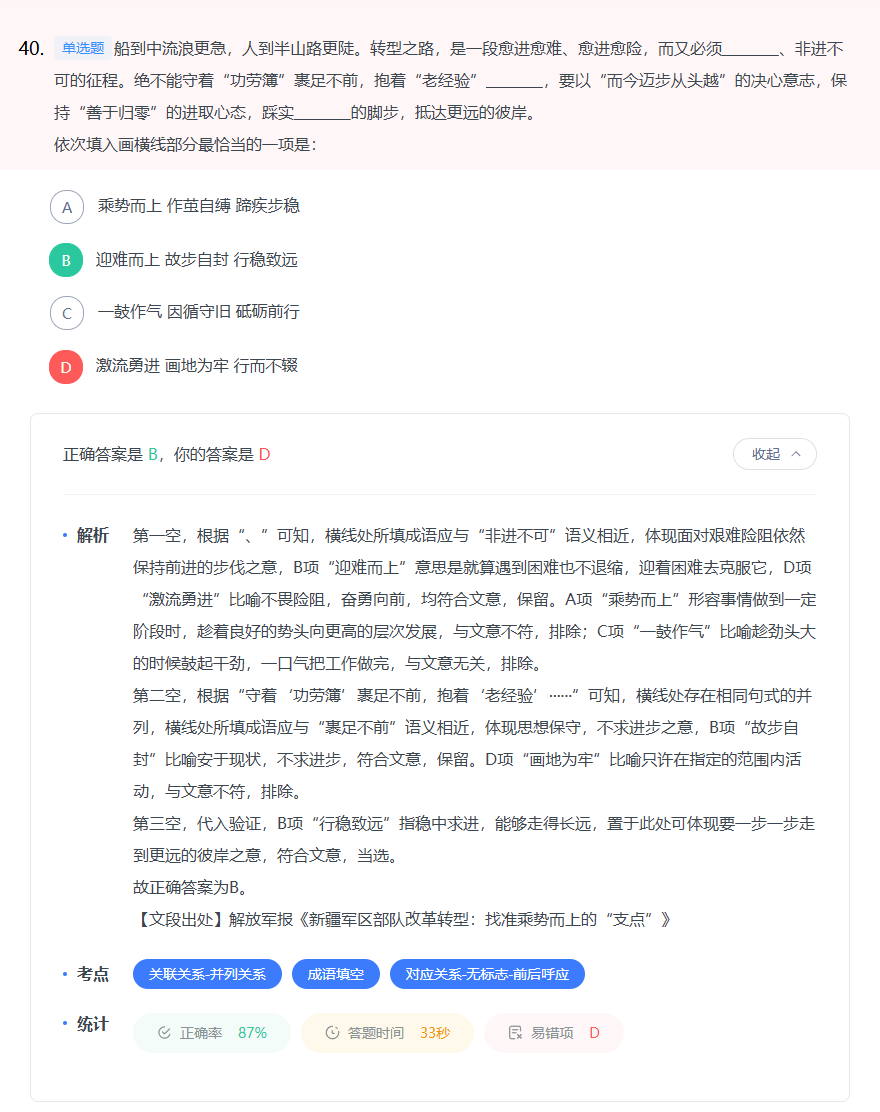 40. 单选题 船到中流浪更急，人到半山路更陡。转型之路，是一段愈进愈难、愈进愈险，而又必须_______、非进不
可的征程。绝不能守着“功劳簿”裹足不前，抱着“老经验”_______，要以“而今迈步从头越”的决心意志，保
持“善于归零”的进取心态，踩实_______的脚步，抵达更远的彼岸。
依次填入画横线部分最恰当的一项是：
A 乘势而上 作茧自缚 蹄疾步稳
B 迎难而上 故步自封 行稳致远
C 一鼓作气 因循守旧 砥砺前行
D 激流勇进 画地为牢 行而不辍
正确答案是 B，你的答案是 D
收起
解析
第一空，根据“、”可知，横线处所填成语应与“非进不可”语义相近，体现面对艰难险阻依然
保持前进的步伐之意，B项“迎难而上”意思是就算遇到困难也不退缩，迎着困难去克服它，D项
“激流勇进”比喻不畏险阻，奋勇向前，均符合文意，保留。A项“乘势而上”形容事情做到一定
阶段时，趁着良好的势头向更高的层次发展，与文意不符，排除；C项“一鼓作气”比喻趁劲头大
的时候鼓起干劲，一口气把工作做完，与文意无关，排除。
第二空，根据“守着‘功劳簿’裹足不前，抱着‘老经验’……”可知，横线处存在相同句式的并
列，横线处所填成语应与“裹足不前”语义相近，体现思想保守，不求进步之意，B项“故步自
封”比喻安于现状，不求进步，符合文意，保留。D项“画地为牢”比喻只许在指定的范围内活
动，与文意不符，排除。
第三空，代入验证，B项“行稳致远”指稳中求进，能够走得长远，置于此处可体现要一步一步走
到更远的彼岸之意，符合文意，当选。
故正确答案为B。
【文段出处】解放军报《新疆军区部队改革转型：找准乘势而上的“支点”》
考点 关联关系-并列关系 成语填空 对应关系-无标志-前后呼应
统计 正确率 87% 答题时间 33秒 易错项 D